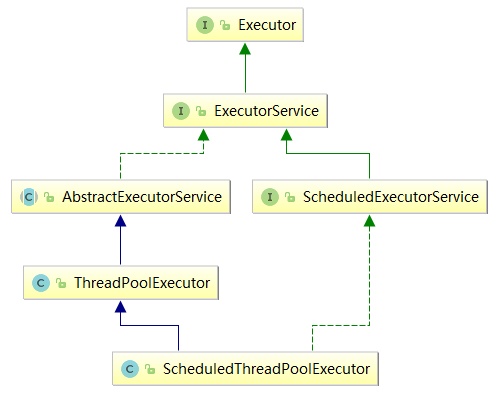 I Executor
I ExecutorService
C AbstractExecutorService
I ScheduledExecutorService
C ThreadPoolExecutor
C ScheduledThreadPoolExecutor